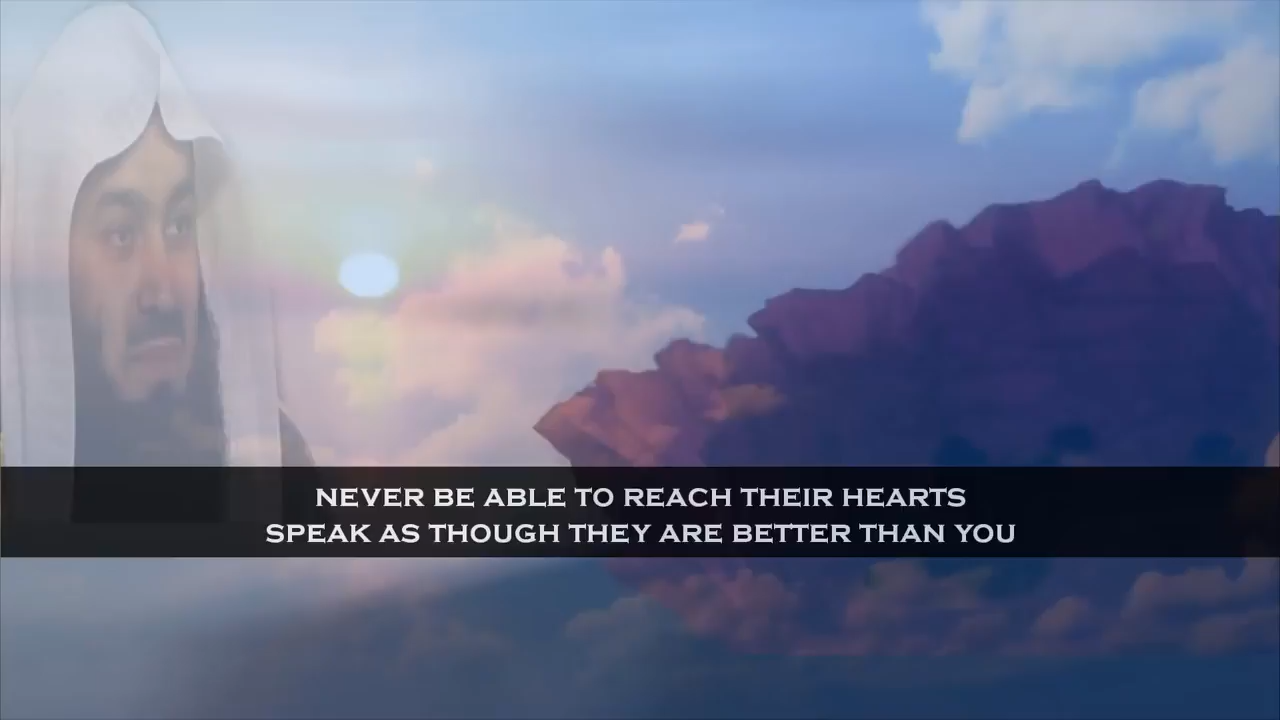 NEVER BE ABLE TO REACH THEIR HEARTS
SPEAK AS THOUGH THEY ARE BETTER THAN YOU